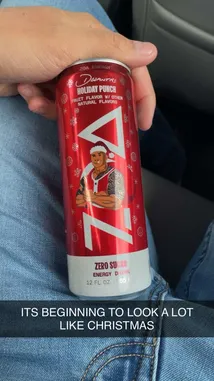 HOLIDAY PUNCH
FRUIT FLAVOR W/ OTHER
NATURAL FLAVORS
ZOA
ZERO SUGAR
ENERGY DRINK
12 FL OZ
ITS BEGINNING TO LOOK A LOT
LIKE CHRISTMAS